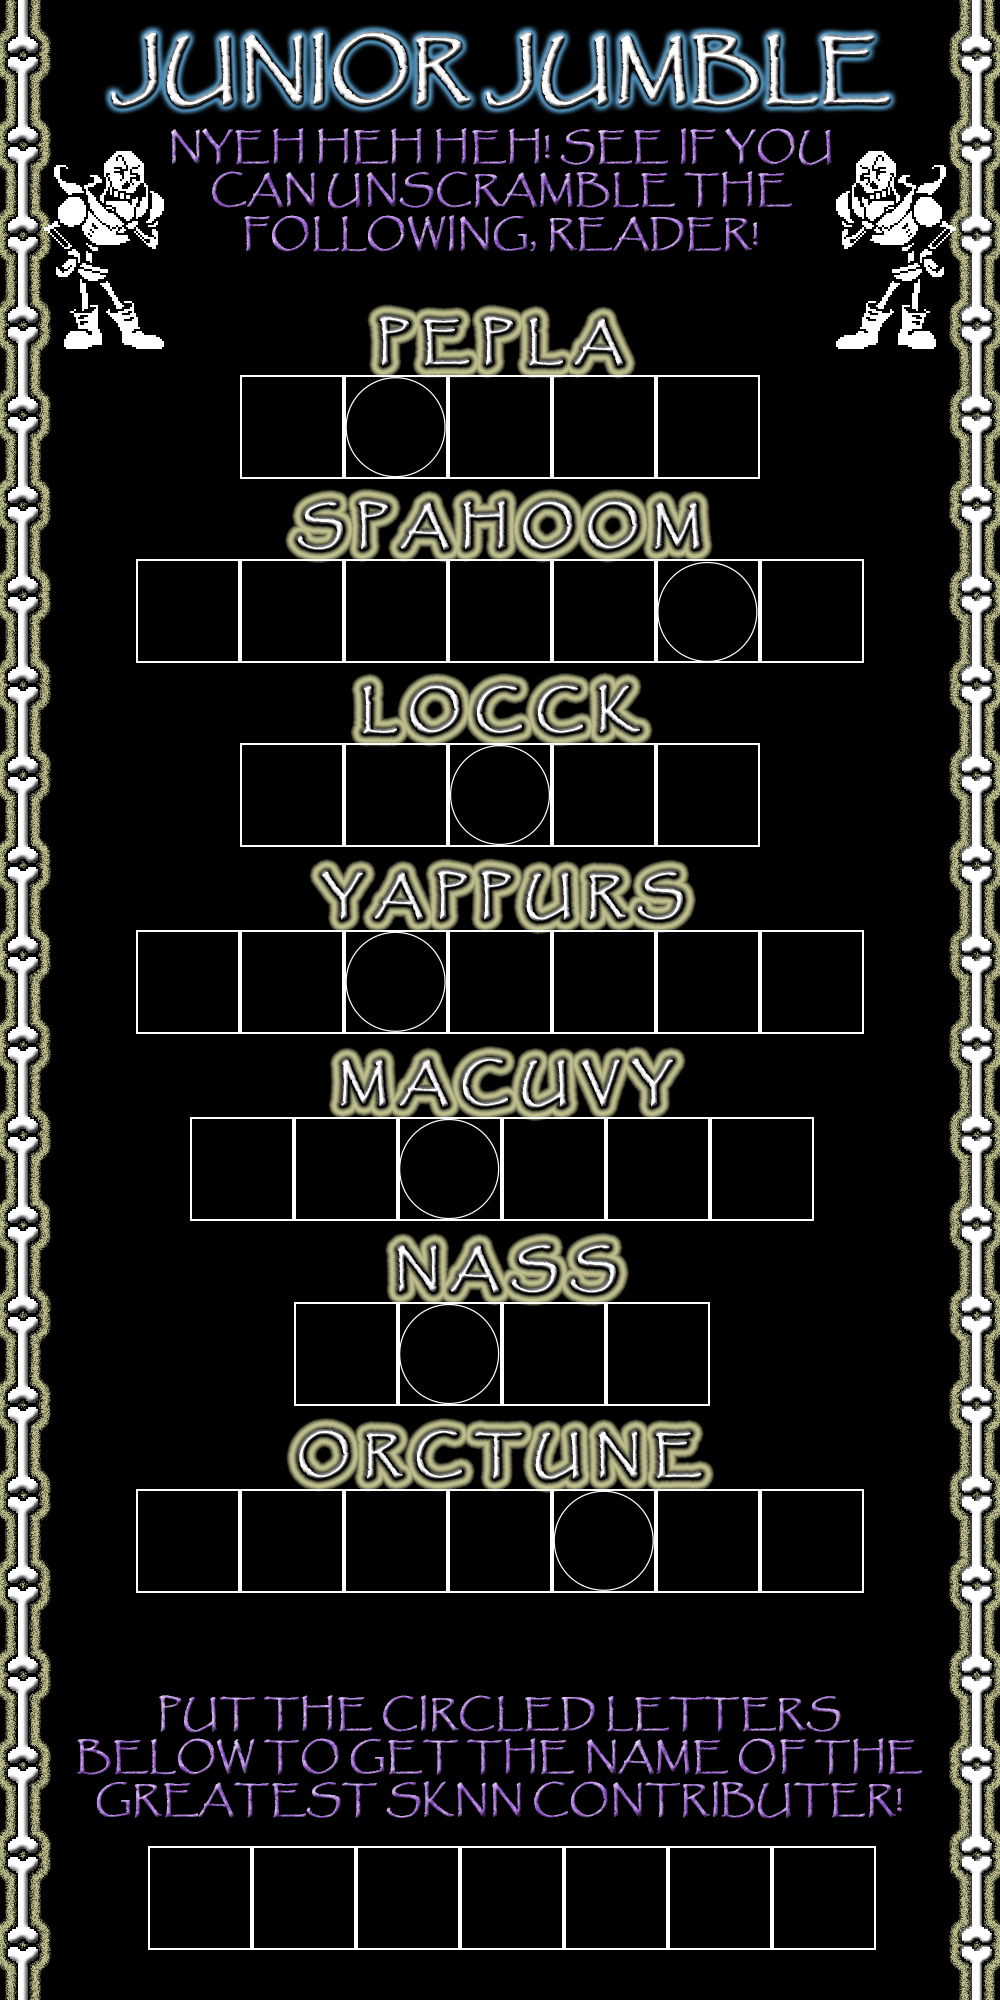 JUNIOR JUMBLE
NYEH HEH HEH! SEE IF YOU
CAN UNSCRAMBLE THE
FOLLOWING, READER!
PEPLA
SPAHOOM
LOCCK
YAPPURS
MACUVY
NASS
ORCTUNE
PUT THE CIRCLED LETTERS
BELOW TO GET THE NAME OF THE
GREATEST SKNN CONTRIBUTER!